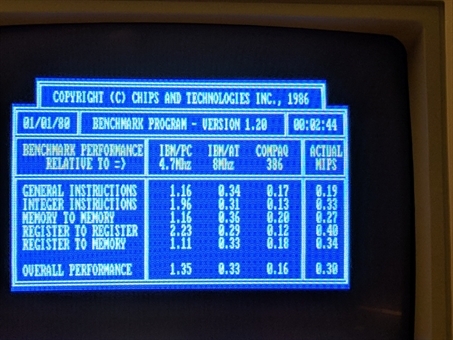 COPYRIGHT (C) CHIPS AND TECHNOLOGIES INC., 1986
01/01/80 BENCHMARK PROGRAM - VERSION 1.20 00:02:44
BENCHMARK PERFORMANCE IBM/PC IBM/AT COMPAQ ACTUAL
RELATIVE TO => 4.7Mhz 8Mhz 386 MIPS
GENERAL INSTRUCTIONS 1.16 0.34 0.17 0.19
INTEGER INSTRUCTIONS 1.96 0.31 0.13 0.33
MEMORY TO MEMORY 1.16 0.36 0.20 0.27
REGISTER TO REGISTER 2.23 0.29 0.12 0.40
REGISTER TO MEMORY 1.11 0.33 0.18 0.34
OVERALL PERFORMANCE 1.35 0.33 0.16 0.30